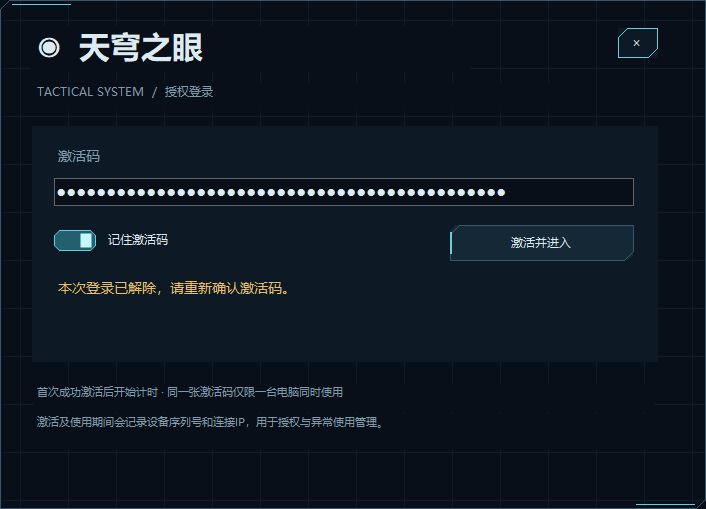 天穹之眼
×
TACTICAL SYSTEM / 授权登录
激活码
●●●●●●●●●●●●●●●●●●●●●●●●●●●●●●●●●●●●●●●●●●●●●
记住激活码
激活并进入
本次登录已解除，请重新确认激活码。
首次成功激活后开始计时 · 同一张激活码仅限一台电脑同时使用
激活及使用期间会记录设备序列号和连接IP，用于授权与异常使用管理。